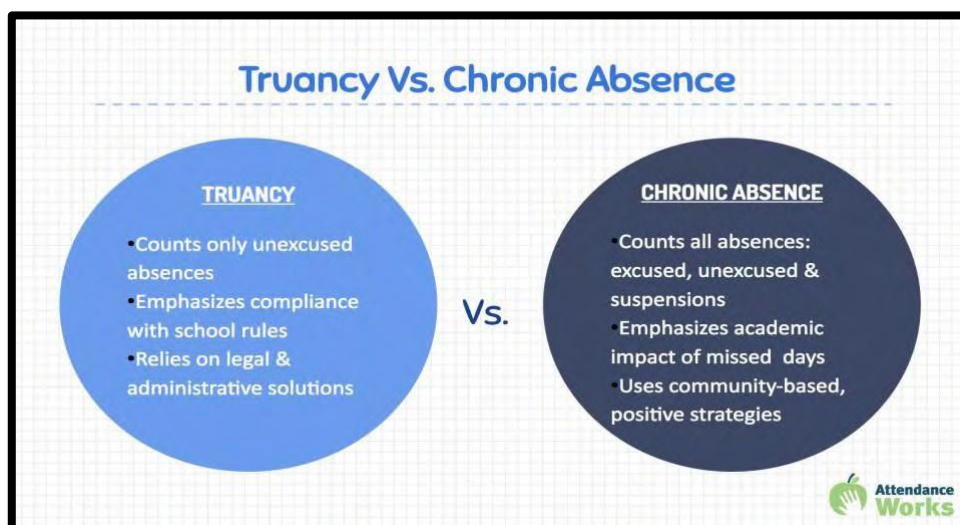 Truancy Vs. Chronic Absence
TRUANCY
•Counts only unexcused
absences
•Emphasizes compliance
with school rules
•Relies on legal &
administrative solutions
Vs.
CHRONIC ABSENCE
•Counts all absences:
excused, unexcused &
suspensions
•Emphasizes academic
impact of missed days
•Uses community-based,
positive strategies
Attendance
Works